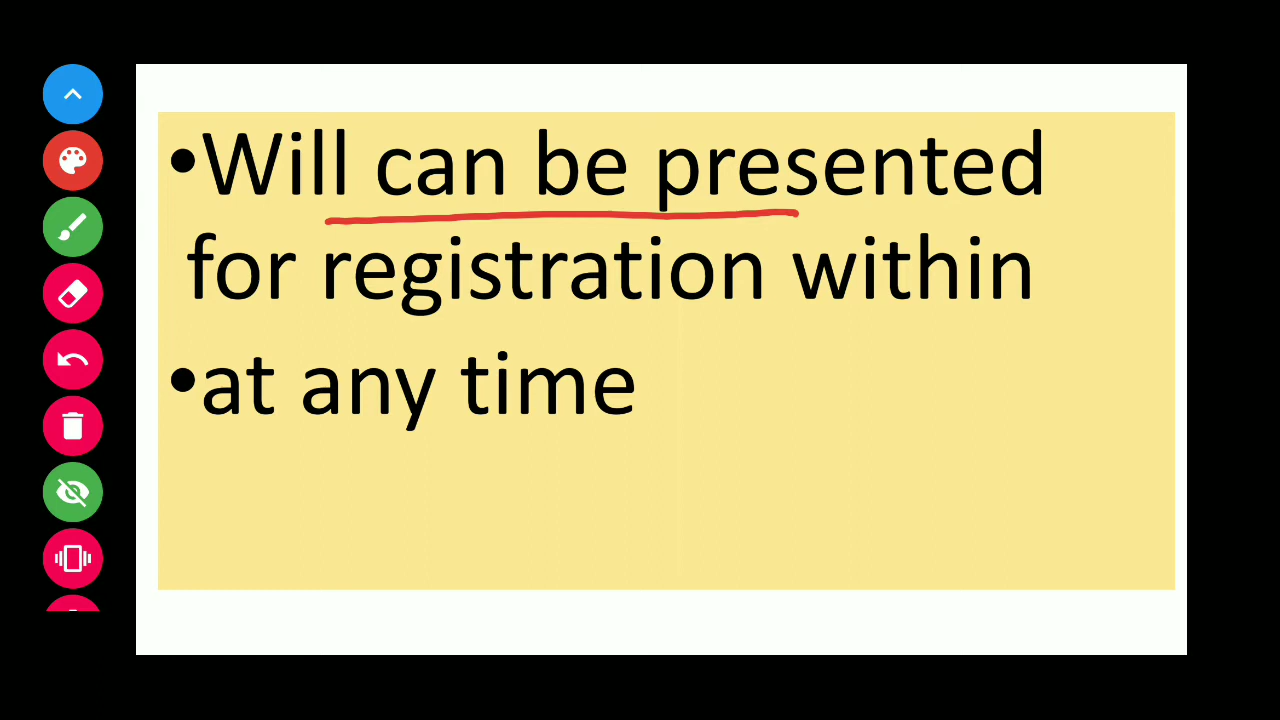 •Will can be presented
for registration within
•at any time